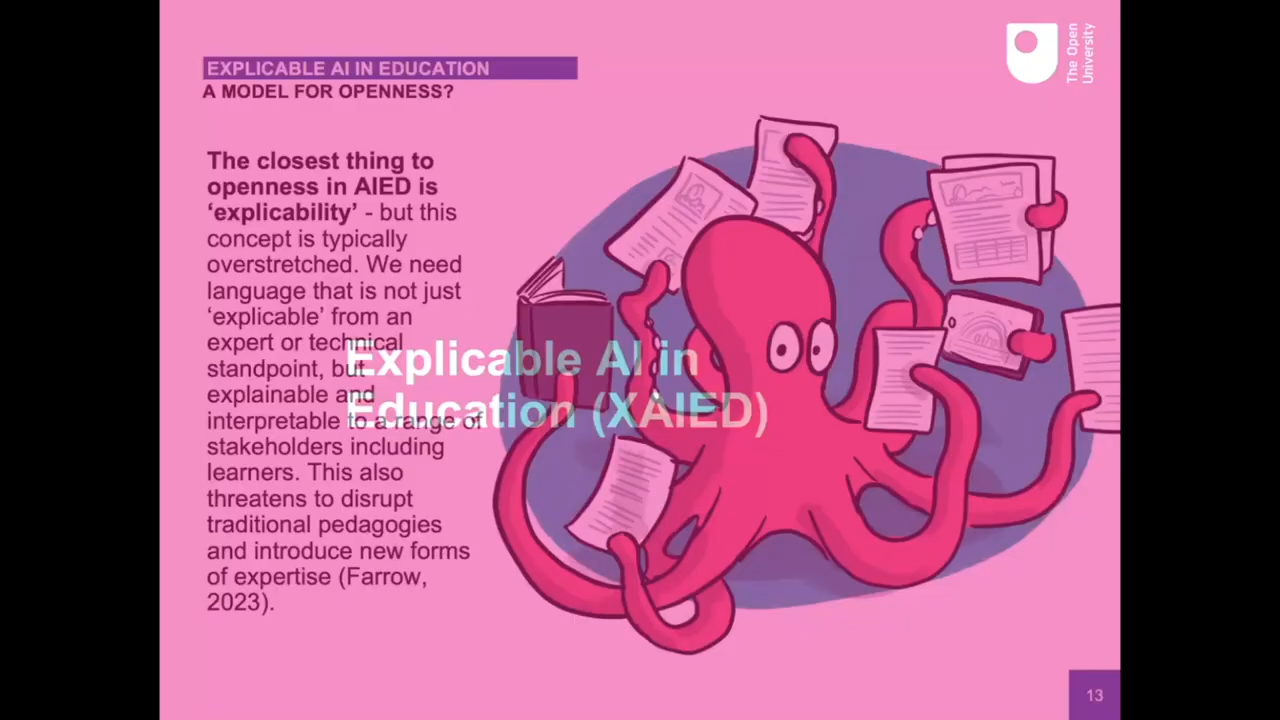 The Open
University
EXPLICABLE AI IN EDUCATION
A MODEL FOR OPENNESS?
The closest thing to
openness in AIED is
‘explicability’ - but this
concept is typically
overstretched. We need
language that is not just
‘explicable’ from an
expert or technical
standpoint, but
explainable and
interpretable to a range of
stakeholders including
learners. This also
threatens to disrupt
traditional pedagogies
and introduce new forms
of expertise (Farrow,
2023).
Explicable AI in
Education (XAIED)
13